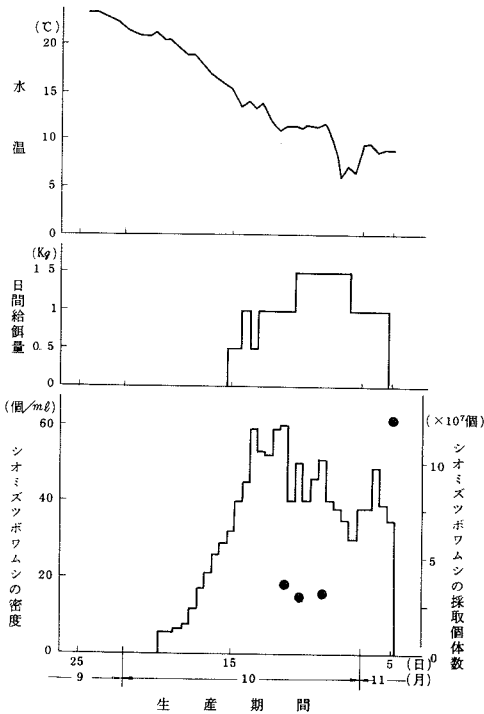 (℃)
20
15
10
5
0
水温
(Kg)
1 5
1
0. 5
0
日間給餌量
(個/mℓ)
60
40
20
0
シオミズツボワムシの密度
(×10⁷個)
10
5
0
シオミズツボワムシの採取個体数
25 15 5 (日)
9 10 11 (月)
生産期間